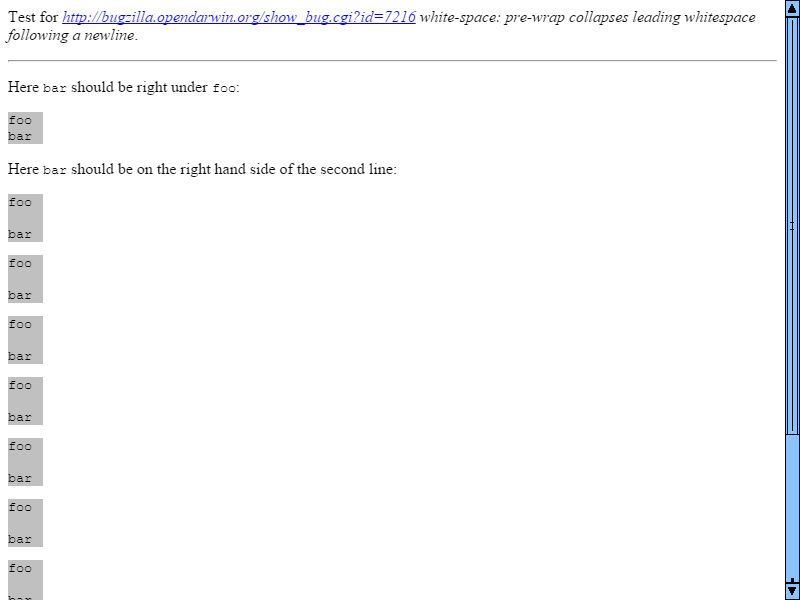 Test for http://bugzilla.opendarwin.org/show_bug.cgi?id=7216 white-space: pre-wrap collapses leading whitespace
following a newline.
Here bar should be right under foo:
foo
bar
Here bar should be on the right hand side of the second line:
foo
bar
foo
bar
foo
bar
foo
bar
foo
bar
foo
bar
foo
bar